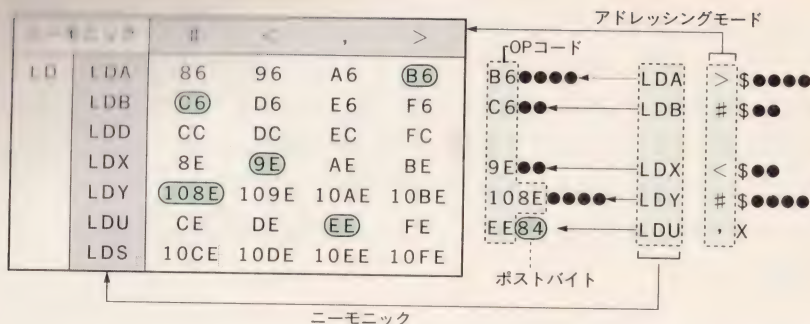 アドレッシングモード
ニーモニック # < , >
OPコード
LD LDA 86 96 A6 B6
B6●●●● LDA > $●●●●
LDB C6 D6 E6 F6
C6●● LDB # $●●
LDD CC DC EC FC
LDX 8E 9E AE BE
9E●● LDX < $●●
LDY 108E 109E 10AE 10BE
108E●●●● LDY # $●●●●
LDU CE DE EE FE
EE84 LDU , X
LDS 10CE 10DE 10EE 10FE
ポストバイト
ニーモニック